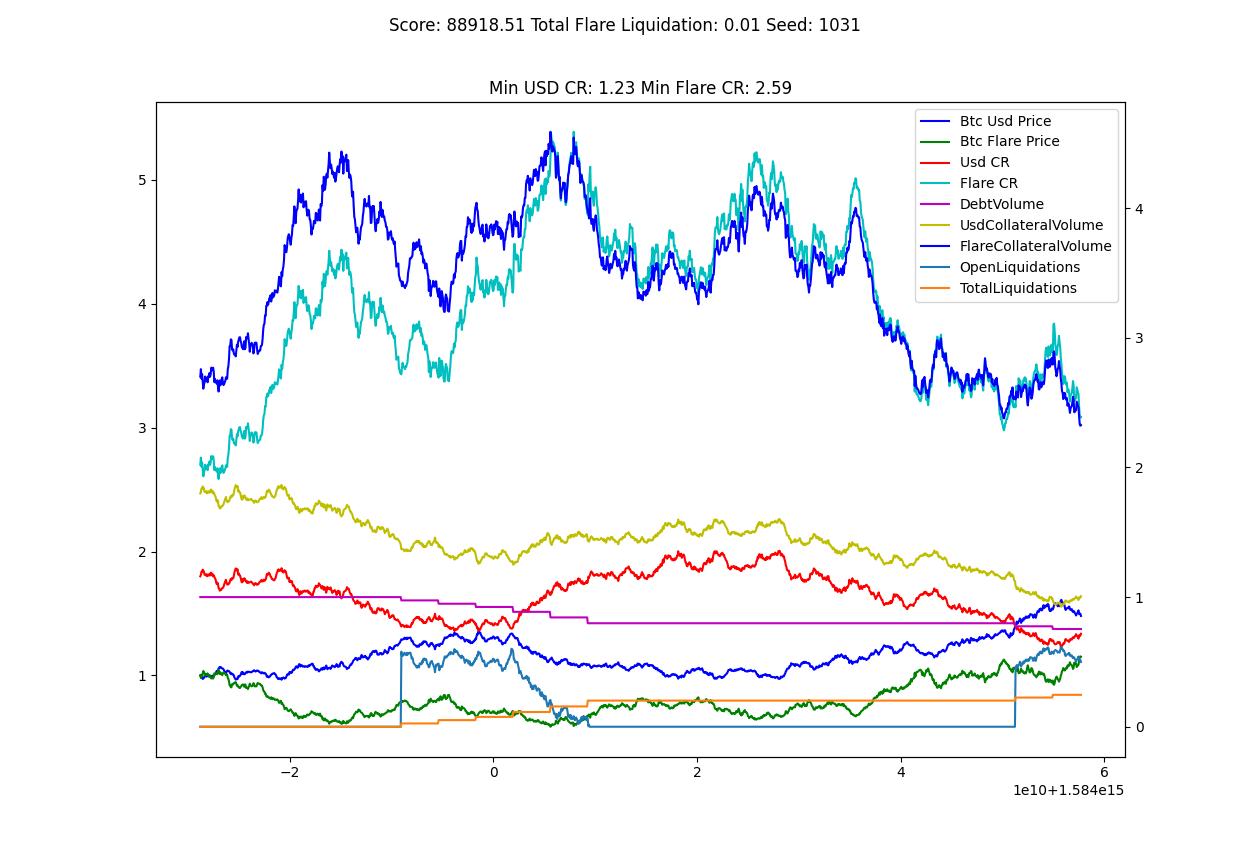 Score: 88918.51 Total Flare Liquidation: 0.01 Seed: 1031
Min USD CR: 1.23 Min Flare CR: 2.59
Btc Usd Price
Btc Flare Price
Usd CR
Flare CR
DebtVolume
UsdCollateralVolume
FlareCollateralVolume
OpenLiquidations
TotalLiquidations
5
4
3
2
1
4
3
2
1
0
−2
0
2
4
6
1e10+1.584e15